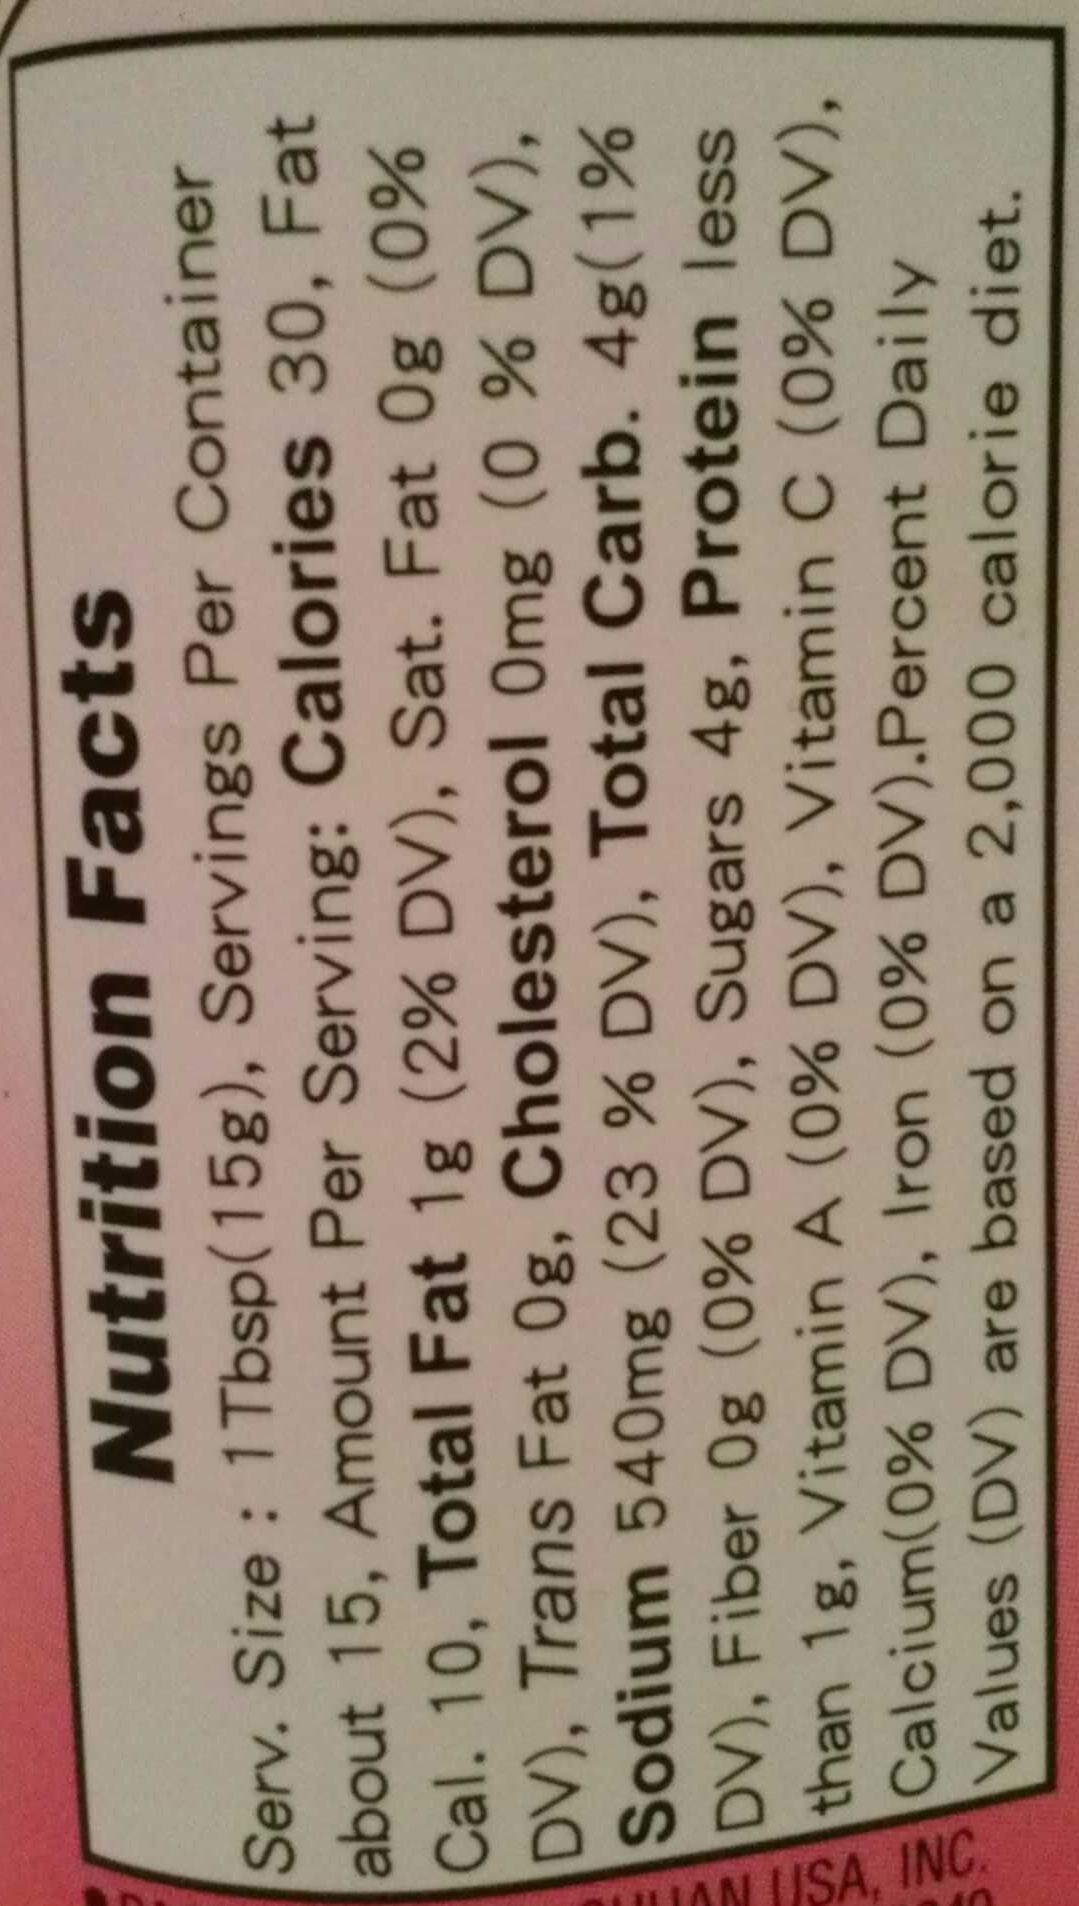 Nutrition Facts
Serv. Size : 1Tbsp(15g), Servings Per Container
about 15, Amount Per Serving: Calories 30, Fat
Cal. 10, Total Fat 1g (2% DV), Sat. Fat 0g (0%
DV), Trans Fat 0g, Cholesterol 0mg (0 % DV),
Sodium 540mg (23 % DV), Total Carb. 4g(1%
DV), Fiber 0g (0% DV), Sugars 4g, Protein less
than 1g, Vitamin A (0% DV), Vitamin C (0% DV),
Calcium(0% DV), Iron (0% DV).Percent Daily
Values (DV) are based on a 2,000 calorie diet.
USA, INC.